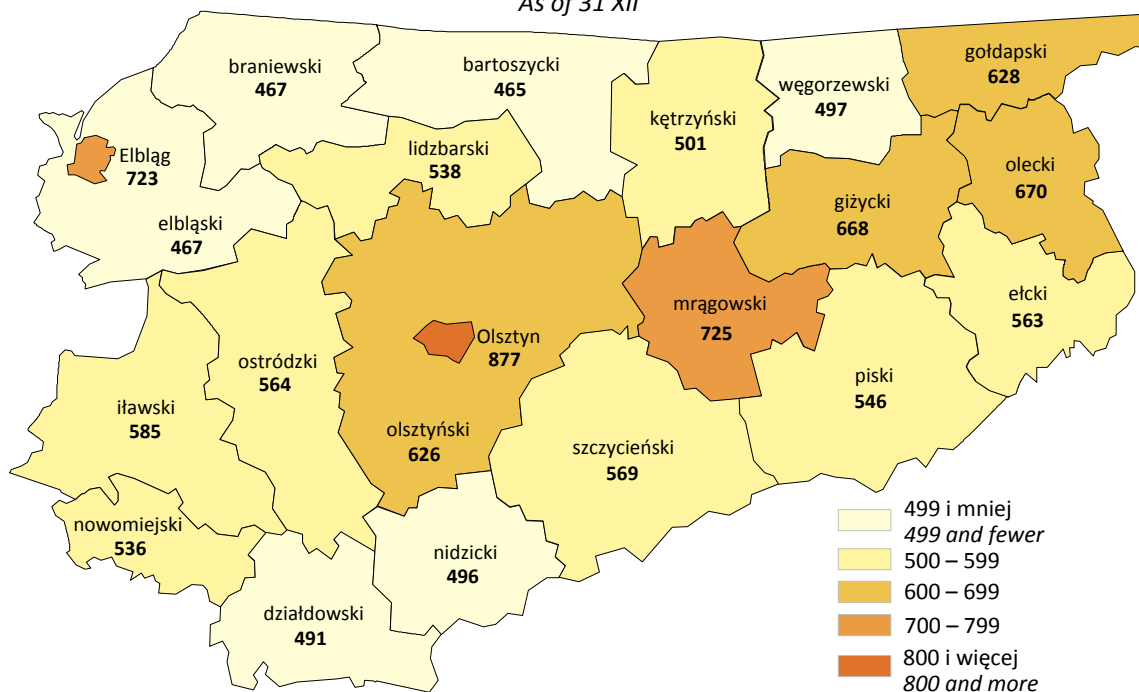 As of 31 XII
gołdapski
628
braniewski
467
bartoszycki
465
węgorzewski
497
kętrzyński
501
Elbląg
723
lidzbarski
538
olecki
670
giżycki
668
elbląski
467
ełcki
563
mrągowski
725
Olsztyn
877
ostródzki
564
piski
546
iławski
585
olsztyński
626
szczycieński
569
nowomiejski
536
nidzicki
496
działdowski
491
499 i mniej
499 and fewer
500 – 599
600 – 699
700 – 799
800 i więcej
800 and more